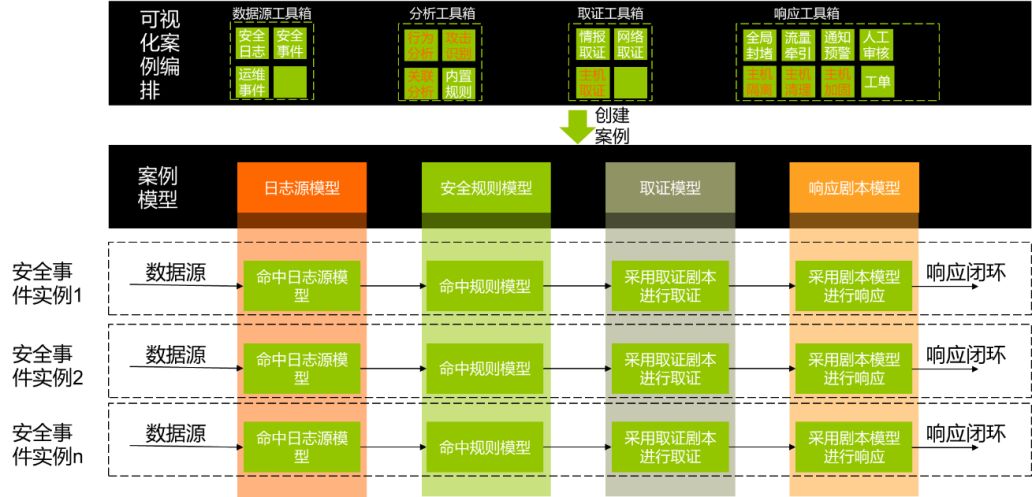 可视
化案
例编
排
数据源工具箱
安全
日志
安全
事件
运维
事件
分析工具箱
行为
分析
攻击
识别
关联
分析
内置
规则
取证工具箱
情报
取证
网络
取证
主机
取证
响应工具箱
全局
封堵
流量
牵引
通知
预警
人工
审核
主机
隔离
主机
清理
主机
加固
工单
创建
案例
案例
模型
日志源模型
安全规则模型
取证模型
响应剧本模型
安全事
件实例1
数据源
命中日志源模
型
命中规则模型
采用取证剧本
进行取证
采用剧本模型
进行响应
响应闭环
安全事
件实例2
数据源
命中日志源模
型
命中规则模型
采用取证剧本
进行取证
采用剧本模型
进行响应
响应闭环
安全事
件实例n
数据源
命中日志源模
型
命中规则模型
采用取证剧本
进行取证
采用剧本模型
进行响应
响应闭环